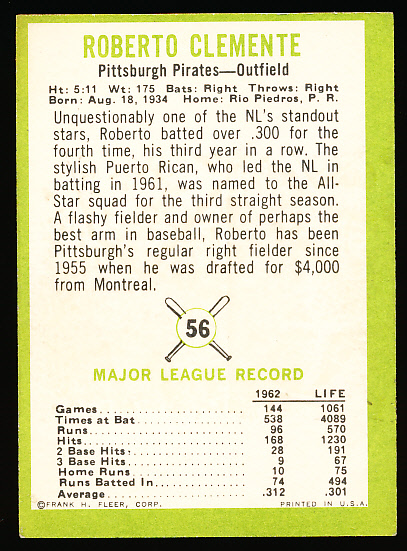 ROBERTO CLEMENTE
Pittsburgh Pirates—Outfield
Ht: 5:11 Wt: 175 Bats: Right Throws: Right
Born: Aug. 18, 1934 Home: Rio Piedros, P. R.
Unquestionably one of the NL's standout
stars, Roberto batted over .300 for the
fourth time, his third year in a row. The
stylish Puerto Rican, who led the NL in
batting in 1961, was named to the All-
Star squad for the third straight season.
A flashy fielder and owner of perhaps the
best arm in baseball, Roberto has been
Pittsburgh's regular right fielder since
1955 when he was drafted for $4,000
from Montreal.
56
MAJOR LEAGUE RECORD
1962 LIFE
Games 144 1061
Times at Bat 538 4089
Runs 96 570
Hits 168 1230
2 Base Hits 28 191
3 Base Hits 9 67
Home Runs 10 75
Runs Batted In 74 494
Average .312 .301
©FRANK H. FLEER, CORP. PRINTED IN U.S.A.